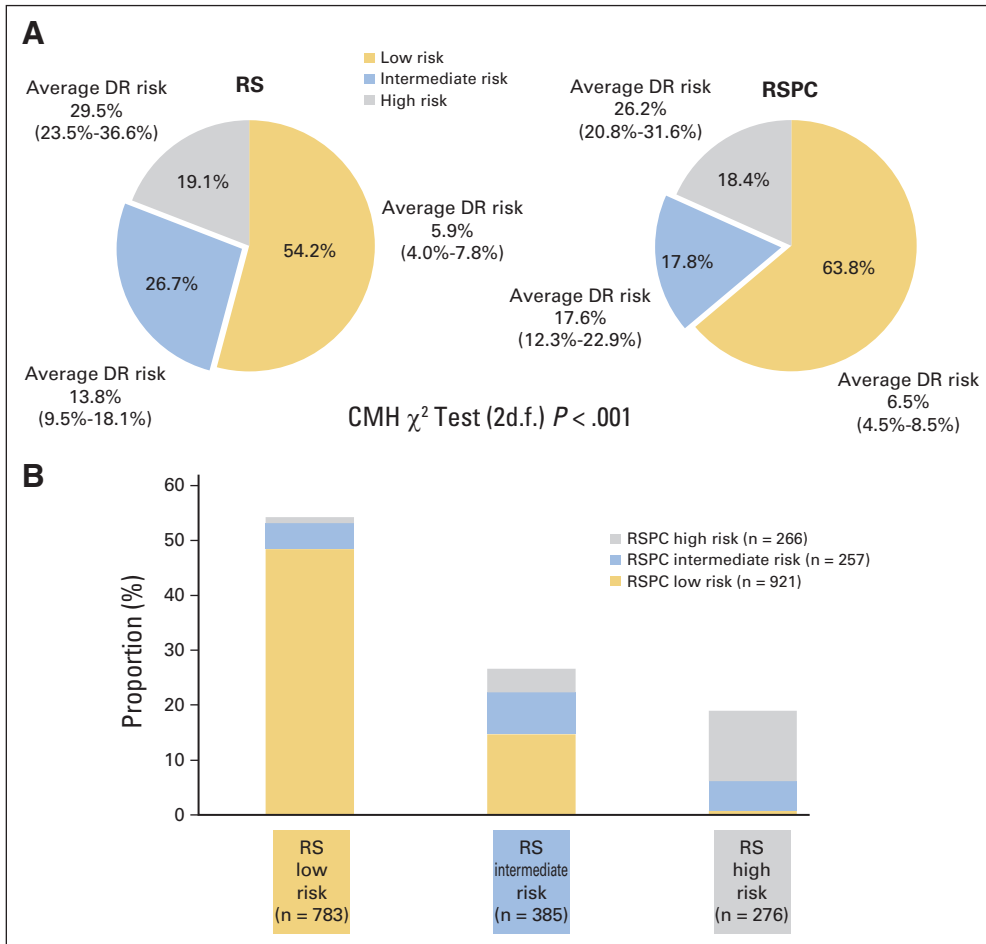 A
Low risk
Intermediate risk
High risk
RS
Average DR risk
29.5%
(23.5%-36.6%)
19.1%
54.2%
26.7%
Average DR risk
5.9%
(4.0%-7.8%)
Average DR risk
13.8%
(9.5%-18.1%)
RSPC
Average DR risk
26.2%
(20.8%-31.6%)
18.4%
17.8%
63.8%
Average DR risk
17.6%
(12.3%-22.9%)
Average DR risk
6.5%
(4.5%-8.5%)
CMH χ² Test (2d.f.) P < .001
B
Proportion (%)
60
50
40
30
20
10
0
RSPC high risk (n = 266)
RSPC intermediate risk (n = 257)
RSPC low risk (n = 921)
RS
low
risk
(n = 783)
RS
intermediate
risk
(n = 385)
RS
high
risk
(n = 276)